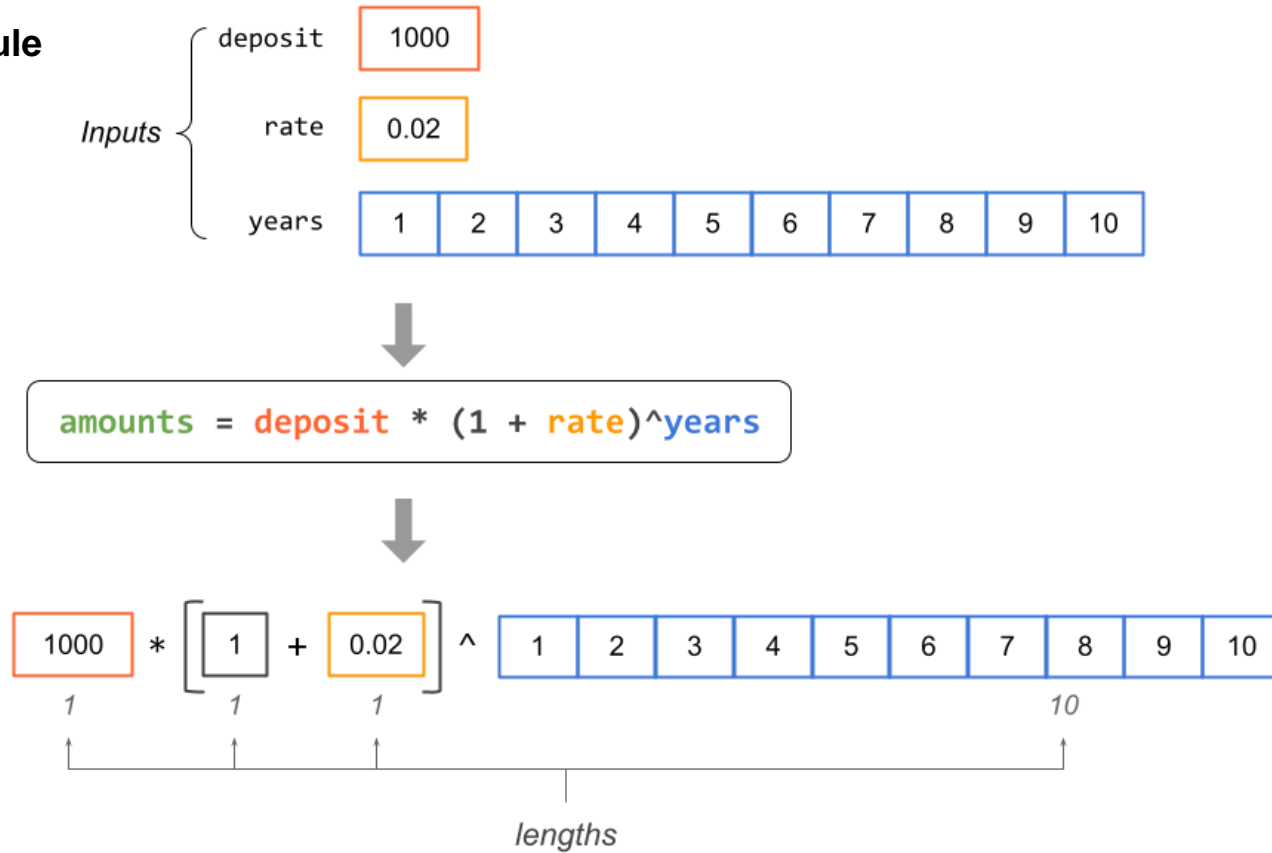 ule
deposit 1000
Inputs
rate 0.02
years 1 2 3 4 5 6 7 8 9 10
amounts = deposit * (1 + rate)^years
1000 * [ 1 + 0.02 ] ^ 1 2 3 4 5 6 7 8 9 10
1 1 1 10
lengths